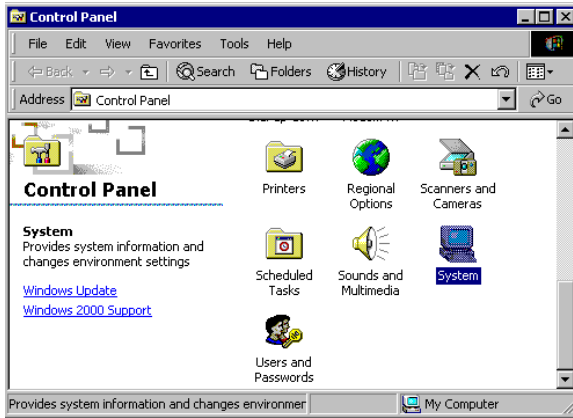 Control Panel
File Edit View Favorites Tools Help
Back Search Folders History
Address Control Panel Go
Control Panel
System
Provides system information and
changes environment settings
Windows Update
Windows 2000 Support
Printers
Regional
Options
Scanners and
Cameras
Scheduled
Tasks
Sounds and
Multimedia
System
Users and
Passwords
Provides system information and changes environmer
My Computer